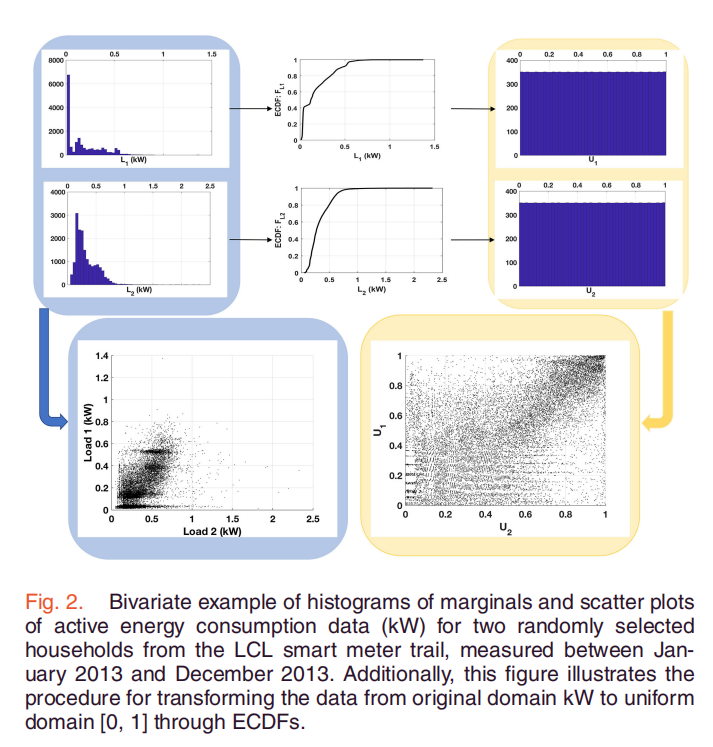 0 0.5 1 1.5
8000
6000
4000
2000
0
L1 (kW)
1
0.8
0.6
0.4
0.2
0
ECDF: FL1
0 0.5 1 1.5
L1 (kW)
0 0.2 0.4 0.6 0.8 1
400
300
200
100
0
U1
0 0.5 1 1.5 2 2.5
4000
3000
2000
1000
0
L2 (kW)
1
0.8
0.6
0.4
0.2
0
ECDF: FL2
0 0.5 1 1.5 2 2.5
L2 (kW)
0 0.2 0.4 0.6 0.8 1
400
300
200
100
0
U2
1.4
1.2
1
0.8
0.6
0.4
0.2
0
Load 1 (kW)
0 0.5 1 1.5 2 2.5
Load 2 (kW)
1
0.8
0.6
0.4
0.2
0
U1
0 0.2 0.4 0.6 0.8 1
U2
Fig. 2. Bivariate example of histograms of marginals and scatter plots
of active energy consumption data (kW) for two randomly selected
households from the LCL smart meter trail, measured between Jan-
uary 2013 and December 2013. Additionally, this figure illustrates the
procedure for transforming the data from original domain kW to uniform
domain [0, 1] through ECDFs.